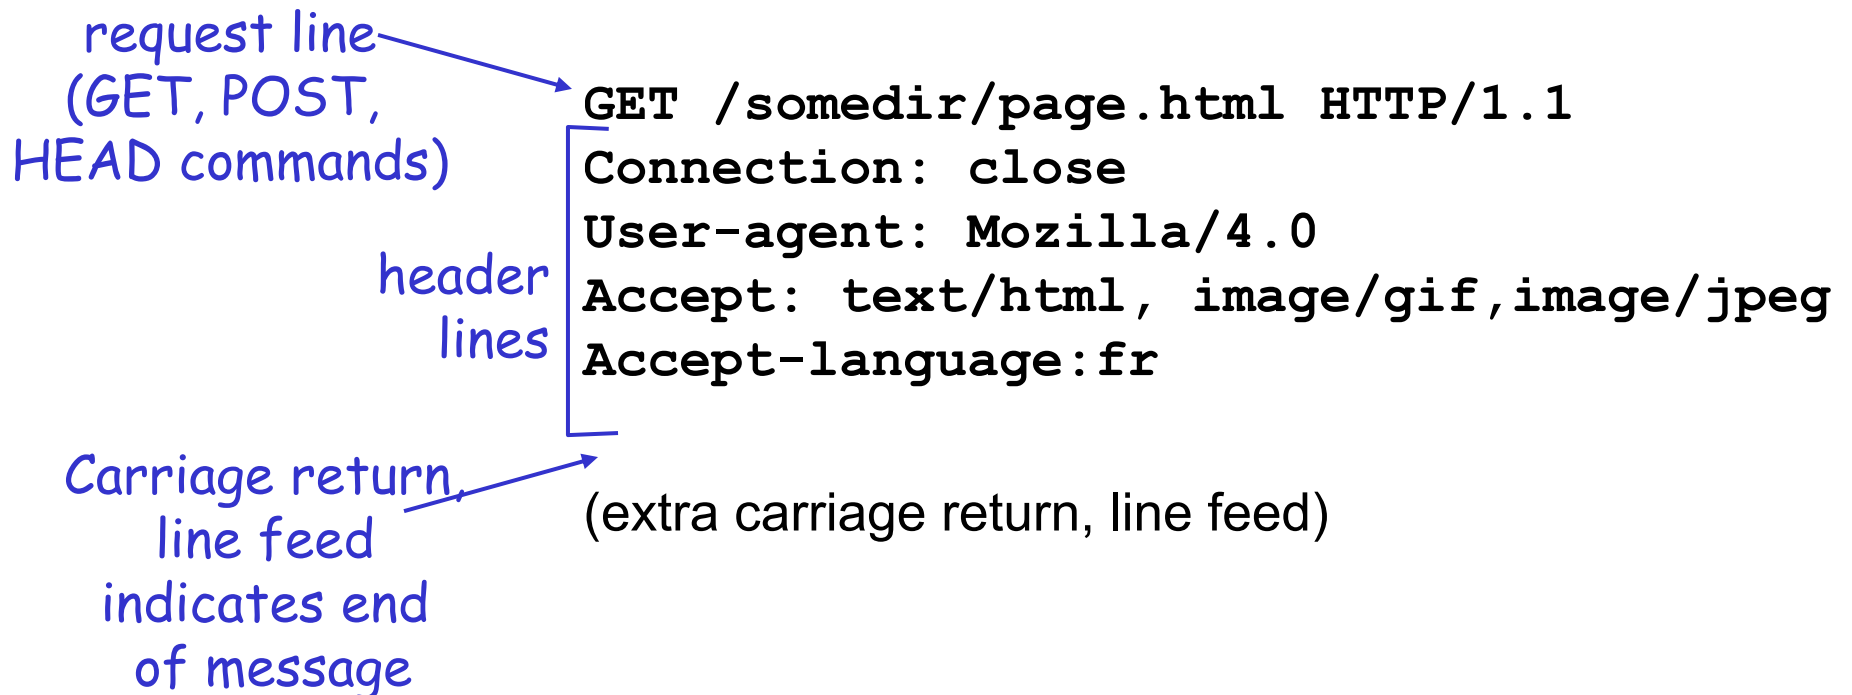 request line
(GET, POST,
HEAD commands)
GET /somedir/page.html HTTP/1.1
Connection: close
User-agent: Mozilla/4.0
Accept: text/html, image/gif,image/jpeg
Accept-language:fr
header
lines
Carriage return,
line feed
indicates end
of message
(extra carriage return, line feed)